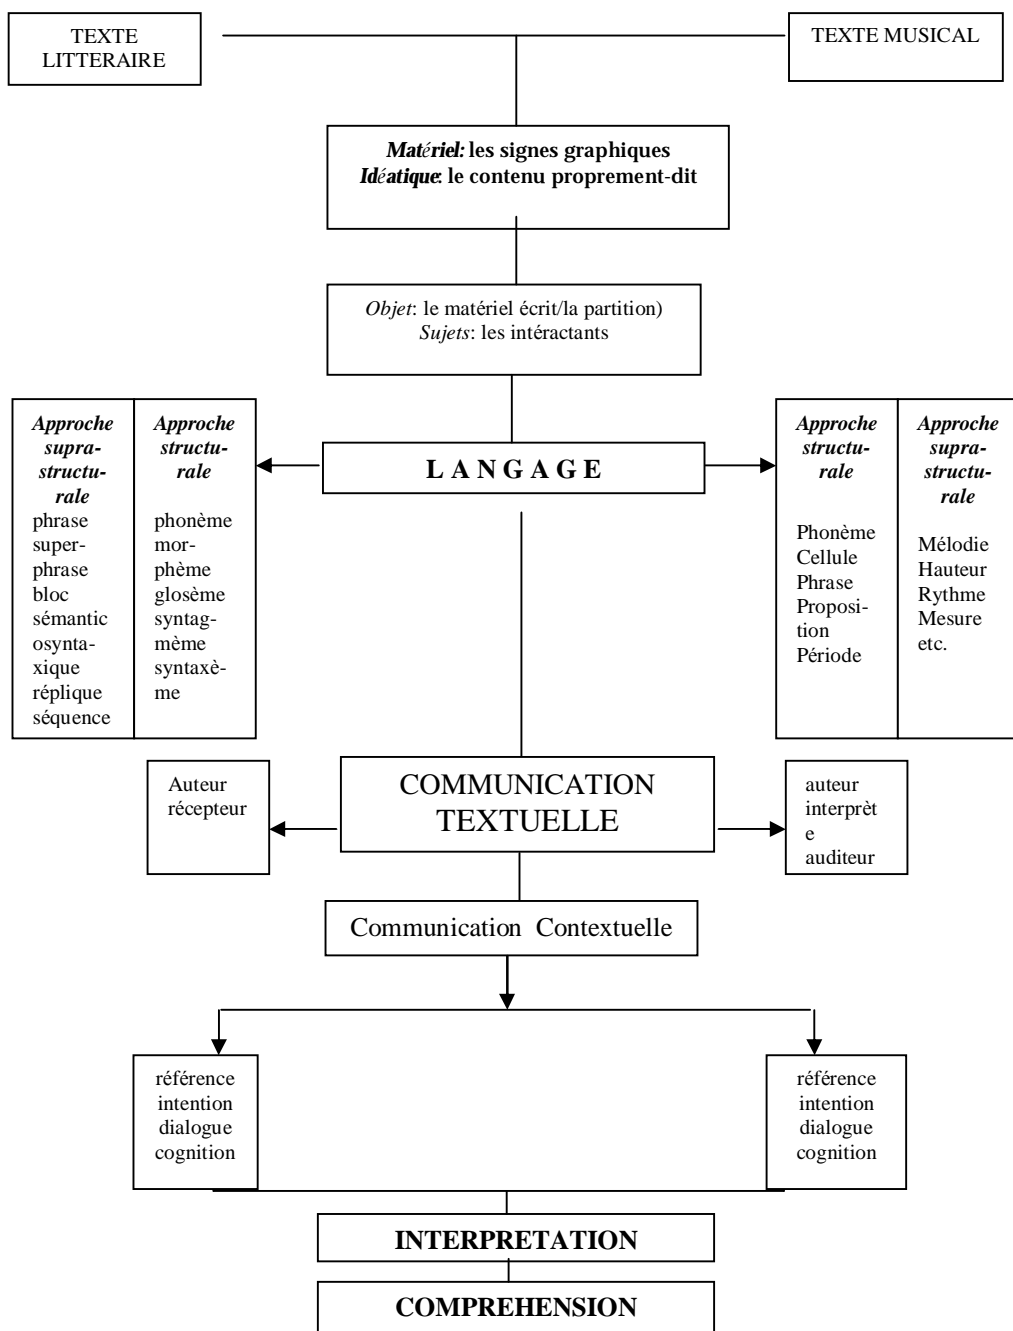 TEXTE
LITTERAIRE
TEXTE MUSICAL
Matériel: les signes graphiques
Idéatique: le contenu proprement-dit
Objet: le matériel écrit/la partition)
Sujets: les intéractants
Approche
supra-
structu-
rale
phrase
super-
phrase
bloc
sémantic
osynta-
xique
réplique
séquence
Approche
structu-
rale
phonème
mor-
phème
glosème
syntag-
mème
syntaxè-
me
L A N G A G E
Approche
structu-
rale
Phonème
Cellule
Phrase
Proposi-
tion
Période
Approche
supra-
structu-
rale
Mélodie
Hauteur
Rythme
Mesure
etc.
Auteur
récepteur
COMMUNICATION
TEXTUELLE
auteur
interprèt
e
auditeur
Communication Contextuelle
référence
intention
dialogue
cognition
référence
intention
dialogue
cognition
INTERPRETATION
COMPREHENSION